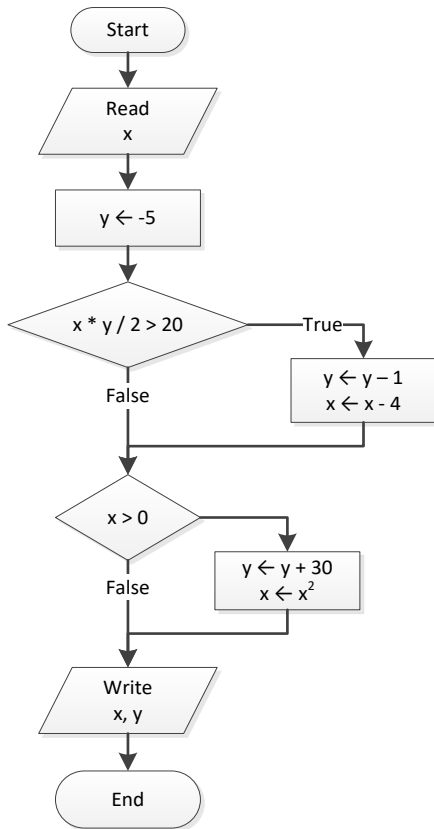 Start
Read
x
y ← -5
x * y / 2 > 20
True
y ← y – 1
x ← x - 4
False
x > 0
y ← y + 30
x ← x²
False
Write
x, y
End